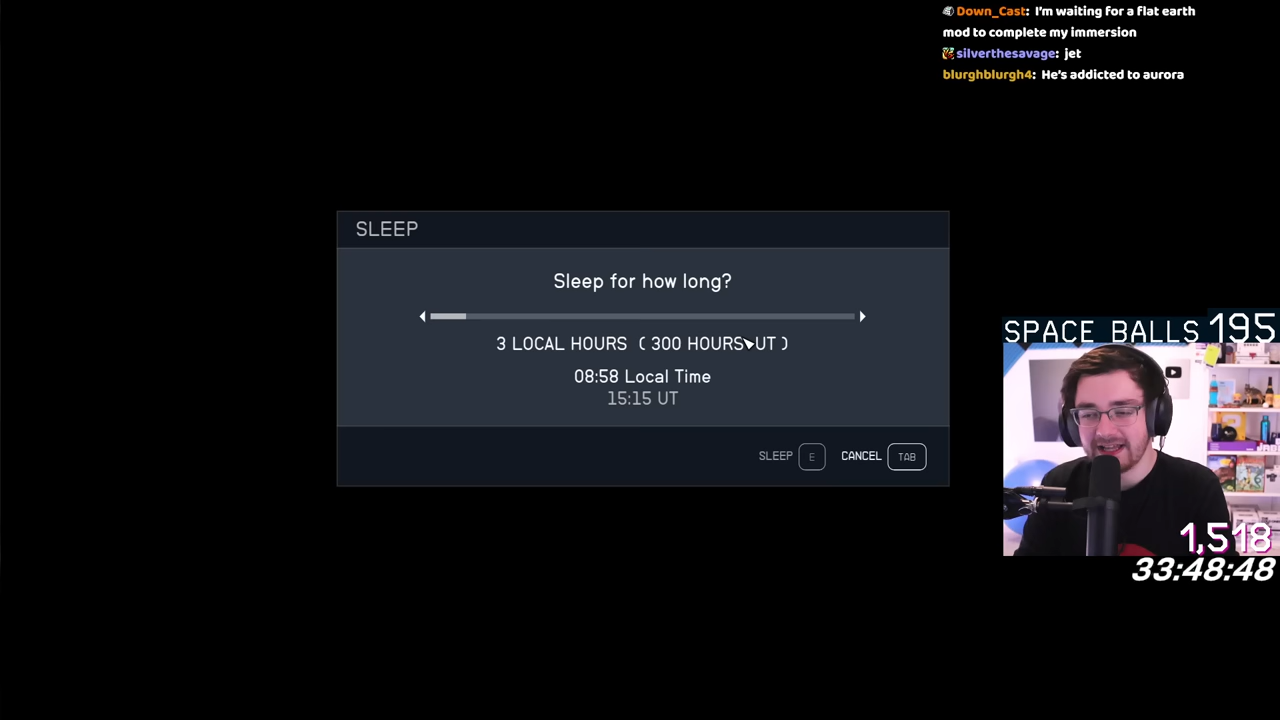 Down_Cast: I'm waiting for a flat earth
mod to complete my immersion
silverthesavage: jet
blurghblurgh4: He's addicted to aurora
SLEEP
Sleep for how long?
3 LOCAL HOURS ( 300 HOURS UT )
08:58 Local Time
15:15 UT
SLEEP E CANCEL TAB
SPACE BALLS 195
1,518
33:48:48